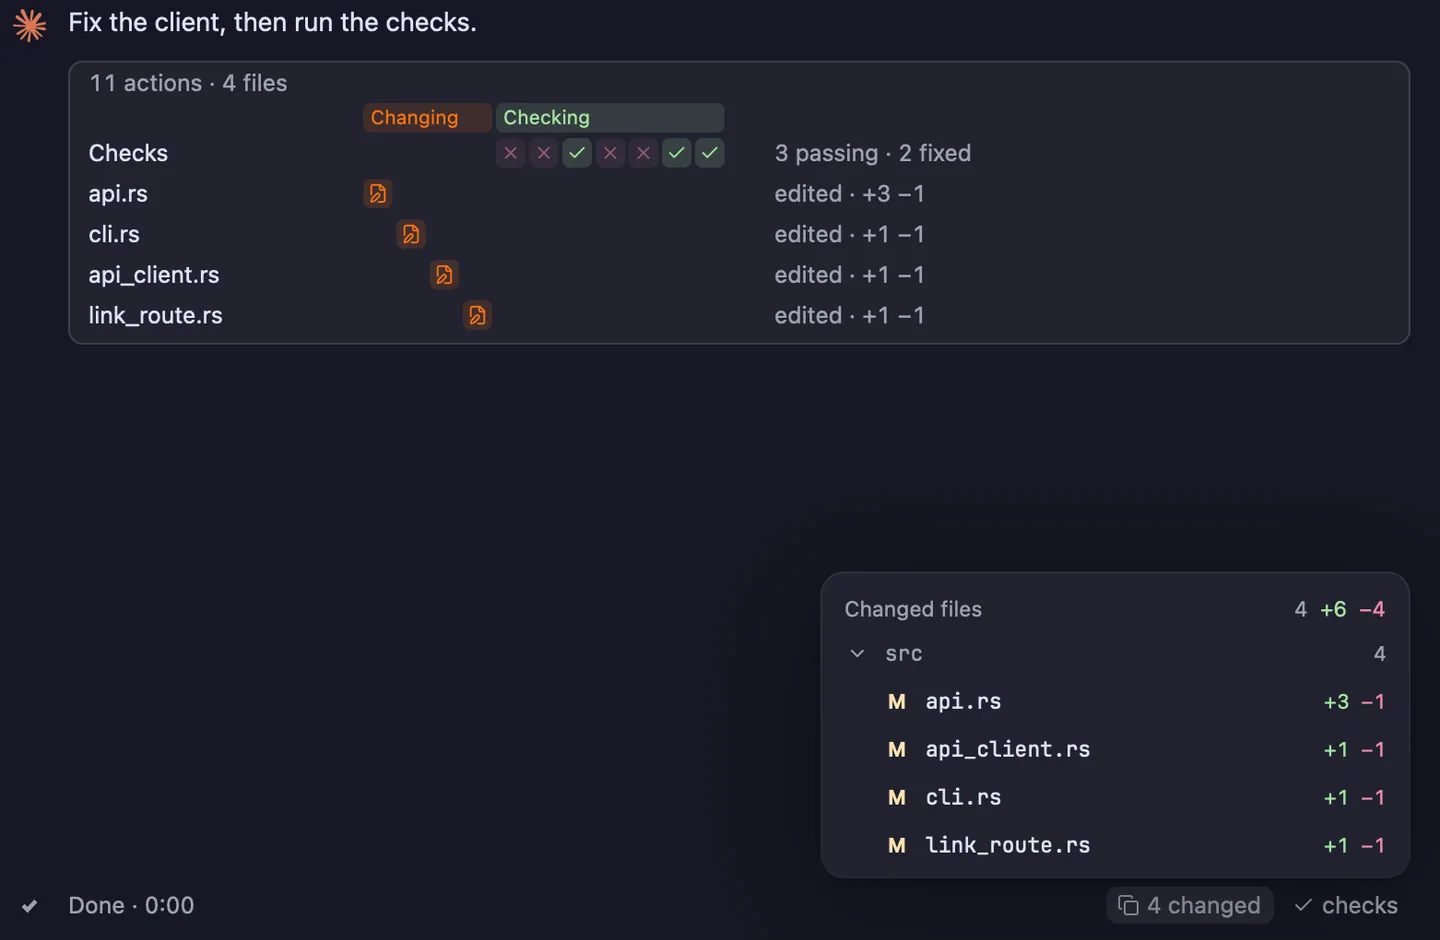 Fix the client, then run the checks.
11 actions · 4 files
Changing Checking
Checks 3 passing · 2 fixed
api.rs edited · +3 −1
cli.rs edited · +1 −1
api_client.rs edited · +1 −1
link_route.rs edited · +1 −1
Changed files 4 +6 −4
src 4
M api.rs +3 −1
M api_client.rs +1 −1
M cli.rs +1 −1
M link_route.rs +1 −1
Done · 0:00 4 changed checks